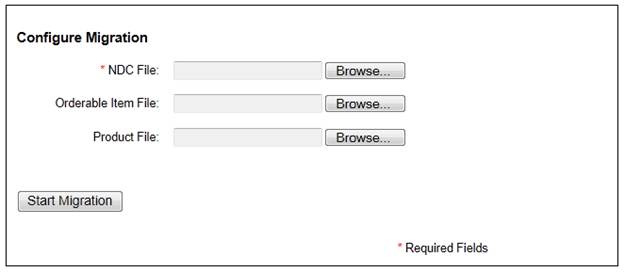 Configure Migration
* NDC File: Browse...
Orderable Item File: Browse...
Product File: Browse...
Start Migration
* Required Fields